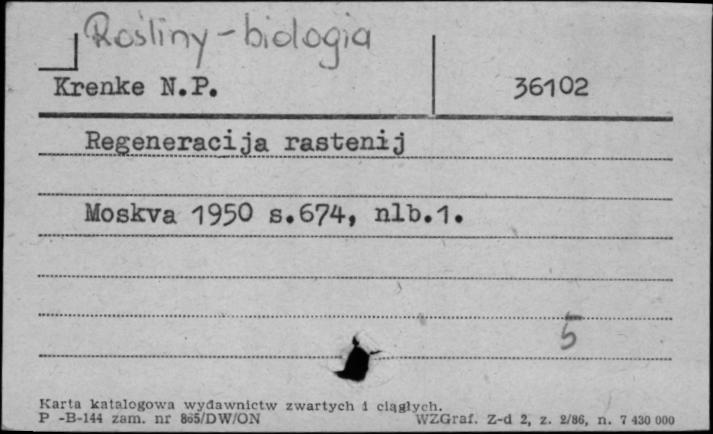 Rośliny - biologia
Krenke N.P. 36102
Regeneracija rastenij
Moskva 1950 s.674, nlb.1.
5
Karta katalogowa wydawnictw zwartych i ciągłych.
P -B-144 zam. nr 865/DW/ON WZGraf. Z-d 2, z. 2/86, n. 7 430 000